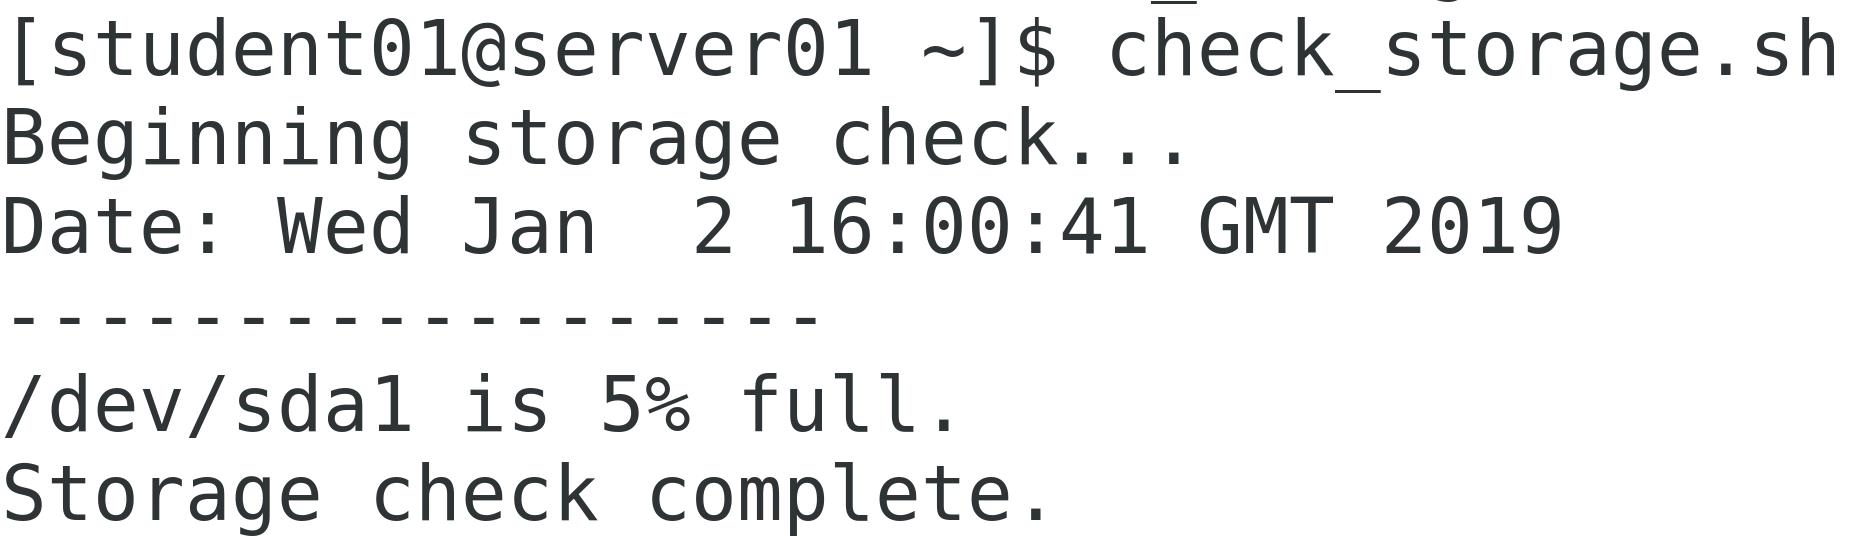 [student01@server01 ~]$ check_storage.sh
Beginning storage check...
Date: Wed Jan  2 16:00:41 GMT 2019
------------------
/dev/sda1 is 5% full.
Storage check complete.